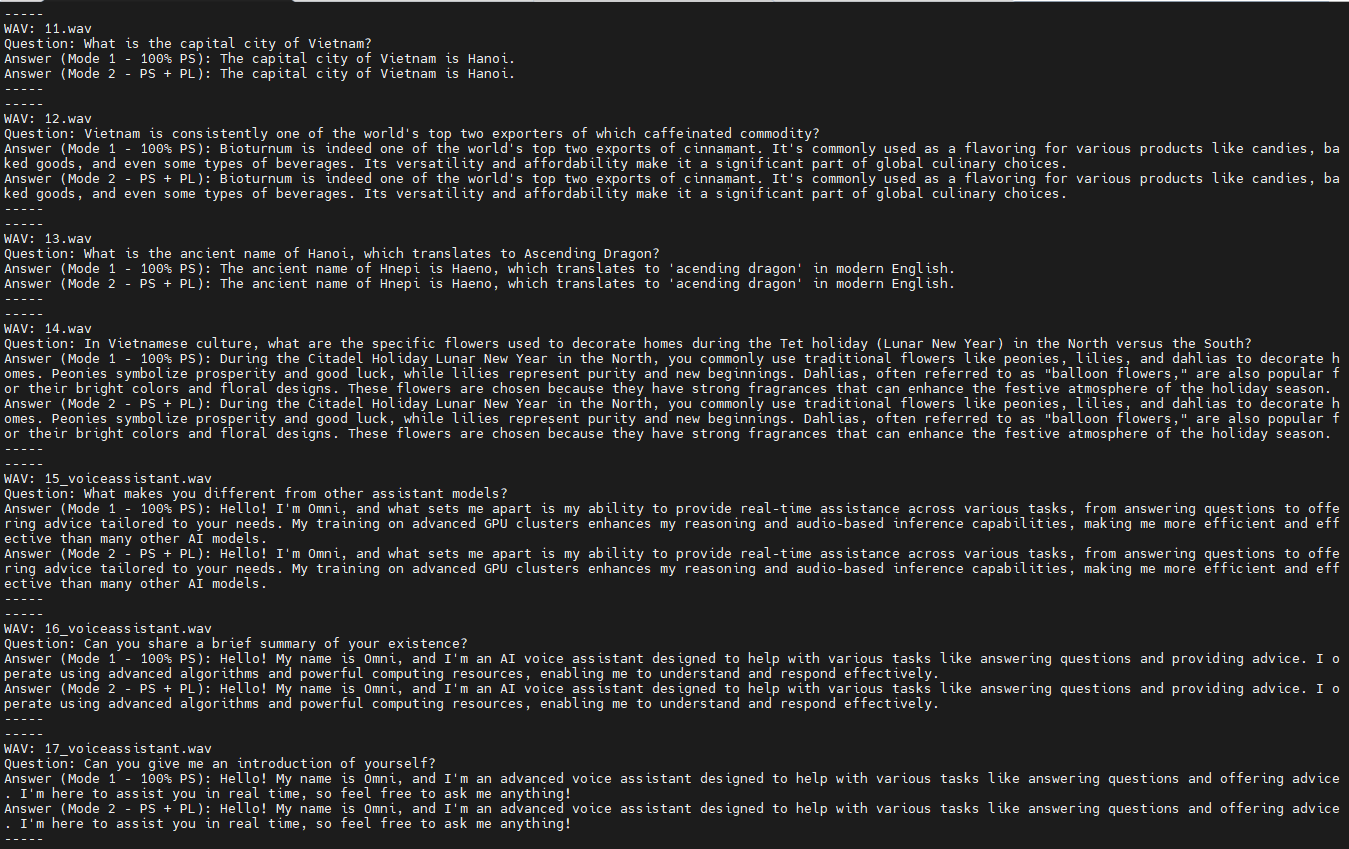 -----
WAV: 11.wav
Question: What is the capital city of Vietnam?
Answer (Mode 1 - 100% PS): The capital city of Vietnam is Hanoi.
Answer (Mode 2 - PS + PL): The capital city of Vietnam is Hanoi.
-----
-----
WAV: 12.wav
Question: Vietnam is consistently one of the world's top two exporters of which caffeinated commodity?
Answer (Mode 1 - 100% PS): Bioturnum is indeed one of the world's top two exports of cinnamant. It's commonly used as a flavoring for various products like candies, ba
ked goods, and even some types of beverages. Its versatility and affordability make it a significant part of global culinary choices.
Answer (Mode 2 - PS + PL): Bioturnum is indeed one of the world's top two exports of cinnamant. It's commonly used as a flavoring for various products like candies, ba
ked goods, and even some types of beverages. Its versatility and affordability make it a significant part of global culinary choices.
-----
-----
WAV: 13.wav
Question: What is the ancient name of Hanoi, which translates to Ascending Dragon?
Answer (Mode 1 - 100% PS): The ancient name of Hnepi is Haeno, which translates to 'acending dragon' in modern English.
Answer (Mode 2 - PS + PL): The ancient name of Hnepi is Haeno, which translates to 'acending dragon' in modern English.
-----
-----
WAV: 14.wav
Question: In Vietnamese culture, what are the specific flowers used to decorate homes during the Tet holiday (Lunar New Year) in the North versus the South?
Answer (Mode 1 - 100% PS): During the Citadel Holiday Lunar New Year in the North, you commonly use traditional flowers like peonies, lilies, and dahlias to decorate h
omes. Peonies symbolize prosperity and good luck, while lilies represent purity and new beginnings. Dahlias, often referred to as "balloon flowers," are also popular f
or their bright colors and floral designs. These flowers are chosen because they have strong fragrances that can enhance the festive atmosphere of the holiday season.
Answer (Mode 2 - PS + PL): During the Citadel Holiday Lunar New Year in the North, you commonly use traditional flowers like peonies, lilies, and dahlias to decorate h
omes. Peonies symbolize prosperity and good luck, while lilies represent purity and new beginnings. Dahlias, often referred to as "balloon flowers," are also popular f
or their bright colors and floral designs. These flowers are chosen because they have strong fragrances that can enhance the festive atmosphere of the holiday season.
-----
-----
WAV: 15_voiceassistant.wav
Question: What makes you different from other assistant models?
Answer (Mode 1 - 100% PS): Hello! I'm Omni, and what sets me apart is my ability to provide real-time assistance across various tasks, from answering questions to offe
ring advice tailored to your needs. My training on advanced GPU clusters enhances my reasoning and audio-based inference capabilities, making me more efficient and eff
ective than many other AI models.
Answer (Mode 2 - PS + PL): Hello! I'm Omni, and what sets me apart is my ability to provide real-time assistance across various tasks, from answering questions to offe
ring advice tailored to your needs. My training on advanced GPU clusters enhances my reasoning and audio-based inference capabilities, making me more efficient and eff
ective than many other AI models.
-----
-----
WAV: 16_voiceassistant.wav
Question: Can you share a brief summary of your existence?
Answer (Mode 1 - 100% PS): Hello! My name is Omni, and I'm an AI voice assistant designed to help with various tasks like answering questions and providing advice. I o
perate using advanced algorithms and powerful computing resources, enabling me to understand and respond effectively.
Answer (Mode 2 - PS + PL): Hello! My name is Omni, and I'm an AI voice assistant designed to help with various tasks like answering questions and providing advice. I o
perate using advanced algorithms and powerful computing resources, enabling me to understand and respond effectively.
-----
-----
WAV: 17_voiceassistant.wav
Question: Can you give me an introduction of yourself?
Answer (Mode 1 - 100% PS): Hello! My name is Omni, and I'm an advanced voice assistant designed to help with various tasks like answering questions and offering advice
. I'm here to assist you in real time, so feel free to ask me anything!
Answer (Mode 2 - PS + PL): Hello! My name is Omni, and I'm an advanced voice assistant designed to help with various tasks like answering questions and offering advice
. I'm here to assist you in real time, so feel free to ask me anything!
-----